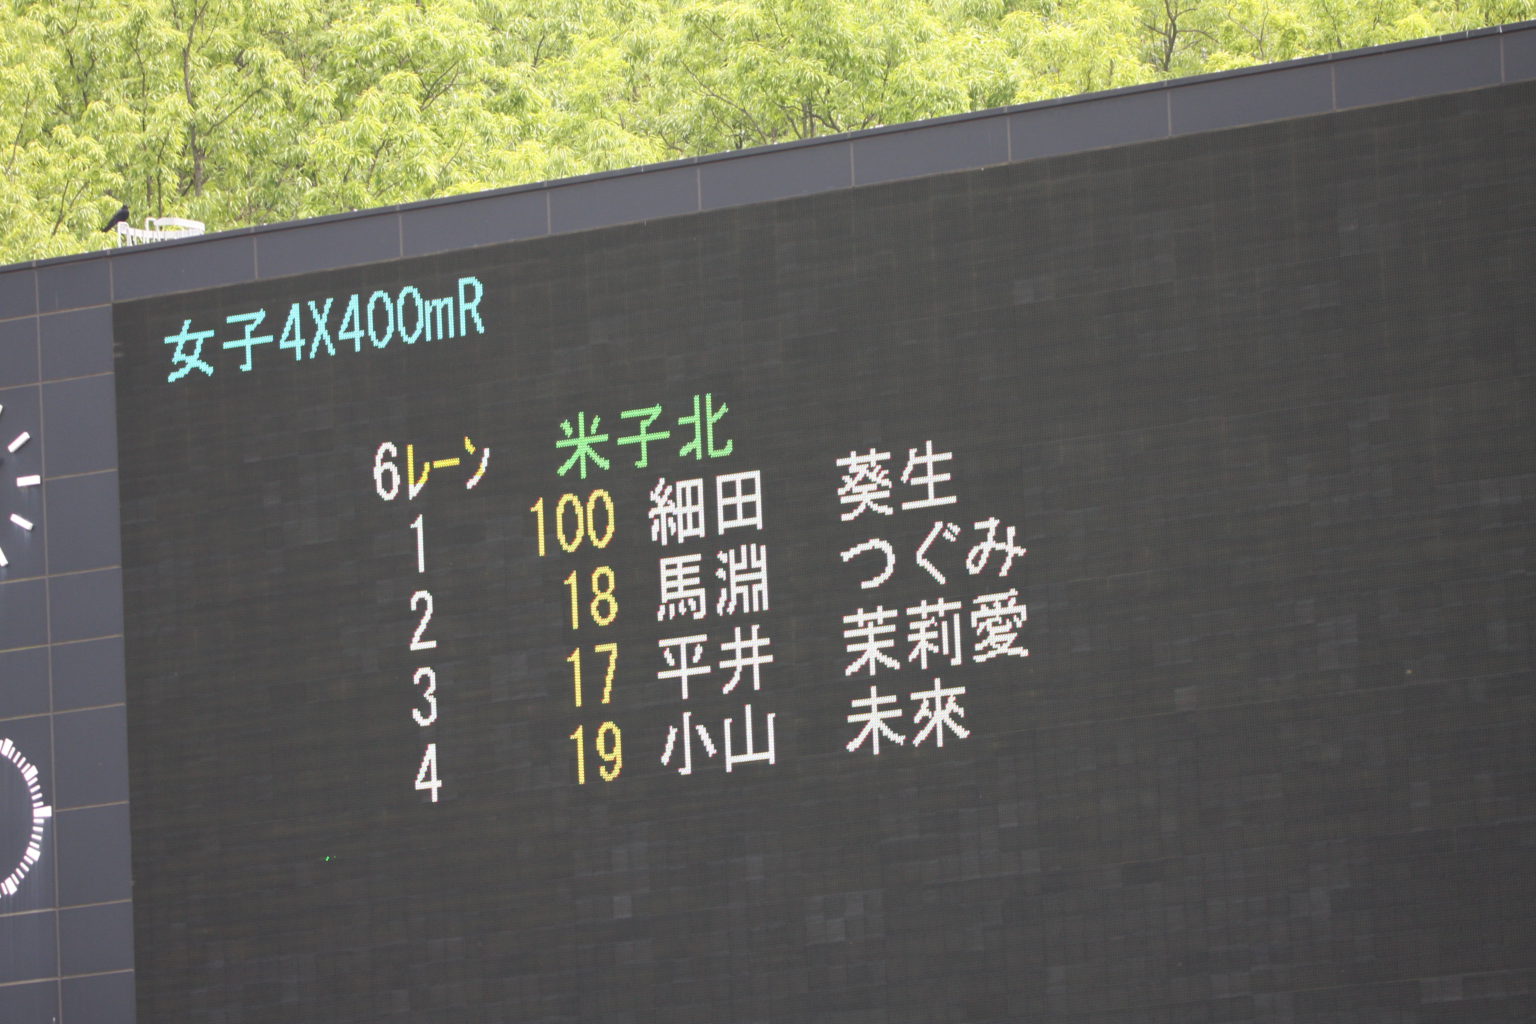 女子4X400mR
6レーン 米子北
1 100 細田 葵生
2 18 馬淵 つぐみ
3 17 平井 茉莉愛
4 19 小山 未來